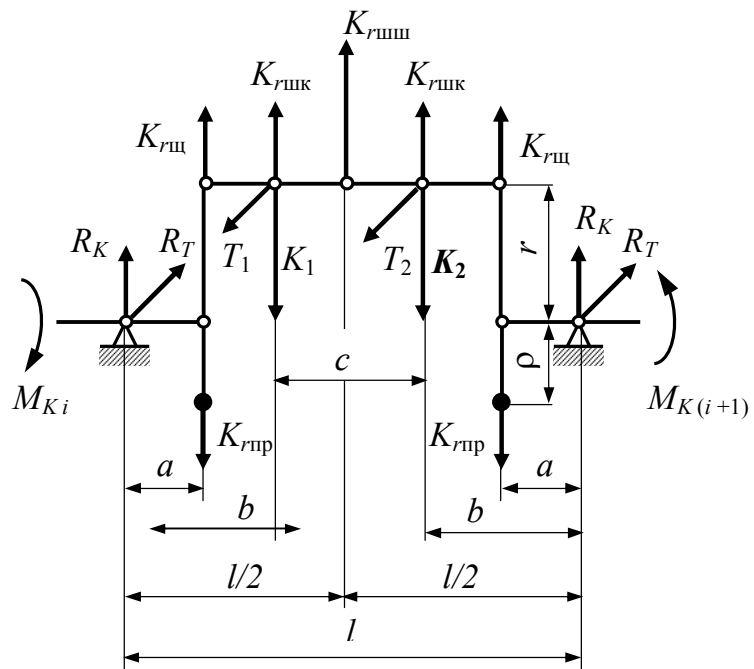 K_rшш
K_rшк K_rшк
K_rщ K_rщ
R_K R_T T_1 K_1 T_2 K_2 r R_K R_T
c ρ
M_K i M_K (i +1)
K_rпр K_rпр
a a
b b
l/2 l/2
l